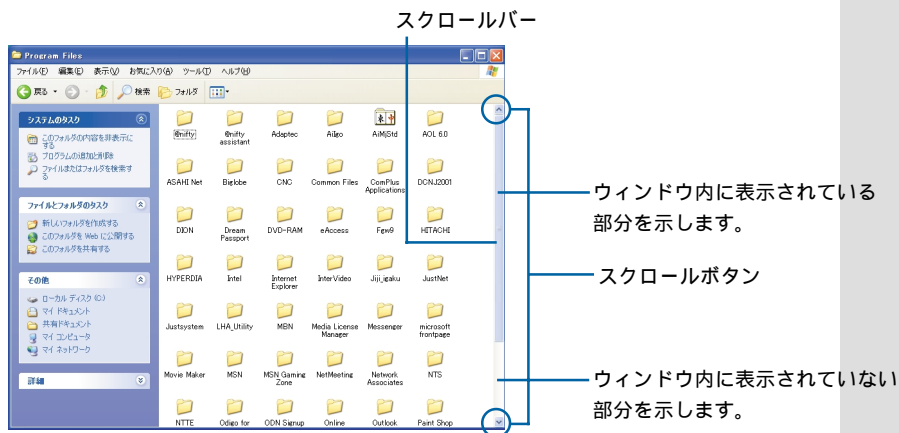 スクロールバー
Program Files
ファイル(F) 編集(E) 表示(V) お気に入り(A) ツール(T) ヘルプ(H)
戻る 検索 フォルダ
システムのタスク
このフォルダの内容を非表示に
する
プログラムの追加と削除
ファイルまたはフォルダを検索す
る
ファイルとフォルダのタスク
新しいフォルダを作成する
このフォルダを Web に公開する
このフォルダを共有する
その他
ローカル ディスク (C)
マイ ドキュメント
共有ドキュメント
マイ コンピュータ
マイ ネットワーク
詳細
@nifty @nifty assistant Adaptec AiMjStd AOL 6.0
ASAHI Net Biglobe CNC Common Files ComPlus Applications DCNJ2001
DION Dream Passport DVD-RAM eAccess Fgw9 HITACHI
HYPERDIA Intel Internet Explorer InterVideo Jiji_igaku JustNet
Justsystem LHA_Utility MBN Media License Manager Messenger microsoft frontpage
Movie Maker MSN MSN Gaming Zone NetMeeting Network Associates NTS
NTTE Odigo for ODN Signup Online Outlook Paint Shop
ウィンドウ内に表示されている
部分を示します。
スクロールボタン
ウィンドウ内に表示されていない
部分を示します。